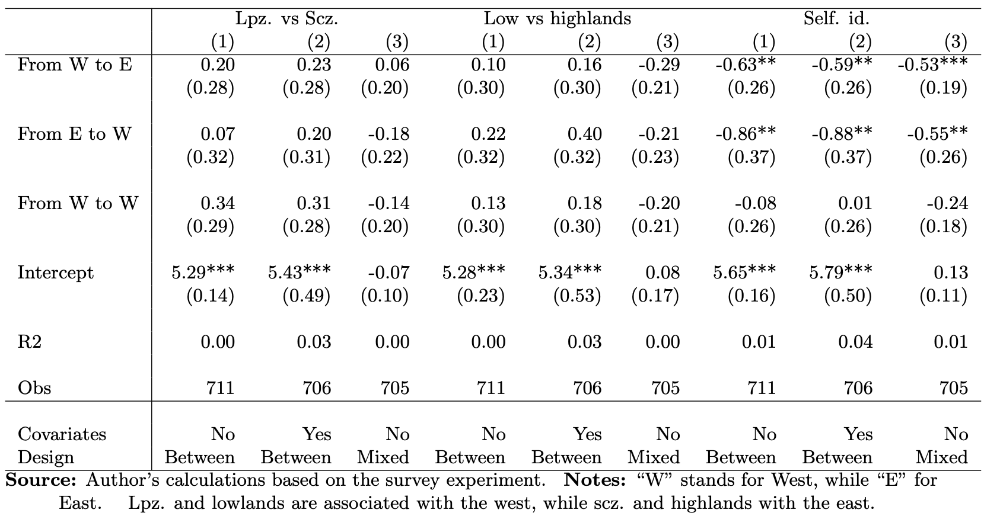 Lpz. vs Scz. Low vs highlands Self. id.
(1) (2) (3) (1) (2) (3) (1) (2) (3)
From W to E 0.20 0.23 0.06 0.10 0.16 -0.29 -0.63** -0.59** -0.53***
(0.28) (0.28) (0.20) (0.30) (0.30) (0.21) (0.26) (0.26) (0.19)
From E to W 0.07 0.20 -0.18 0.22 0.40 -0.21 -0.86** -0.88** -0.55**
(0.32) (0.31) (0.22) (0.32) (0.32) (0.23) (0.37) (0.37) (0.26)
From W to W 0.34 0.31 -0.14 0.13 0.18 -0.20 -0.08 0.01 -0.24
(0.29) (0.28) (0.20) (0.30) (0.30) (0.21) (0.26) (0.26) (0.18)
Intercept 5.29*** 5.43*** -0.07 5.28*** 5.34*** 0.08 5.65*** 5.79*** 0.13
(0.14) (0.49) (0.10) (0.23) (0.53) (0.17) (0.16) (0.50) (0.11)
R2 0.00 0.03 0.00 0.00 0.03 0.00 0.01 0.04 0.01
Obs 711 706 705 711 706 705 711 706 705
Covariates No Yes No No Yes No No Yes No
Design Between Between Mixed Between Between Mixed Between Between Mixed
Source: Author's calculations based on the survey experiment. Notes: “W” stands for West, while “E” for
East. Lpz. and lowlands are associated with the west, while scz. and highlands with the east.